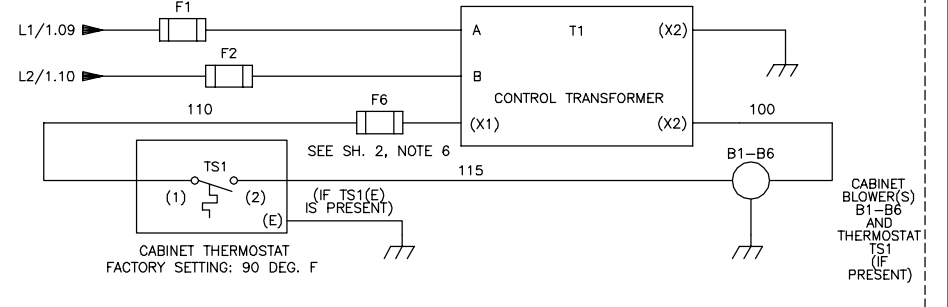 F1
L1/1.09
A
T1
(X2)
F2
L2/1.10
B
CONTROL TRANSFORMER
110
F6
(X1)
(X2)
100
SEE SH. 2, NOTE 6
B1-B6
TS1
115
(1)
(2)
(IF TS1(E)
IS PRESENT)
(E)
CABINET
BLOWER(S)
B1-B6
AND
THERMOSTAT
TS1
(IF
PRESENT)
CABINET THERMOSTAT
FACTORY SETTING: 90 DEG. F